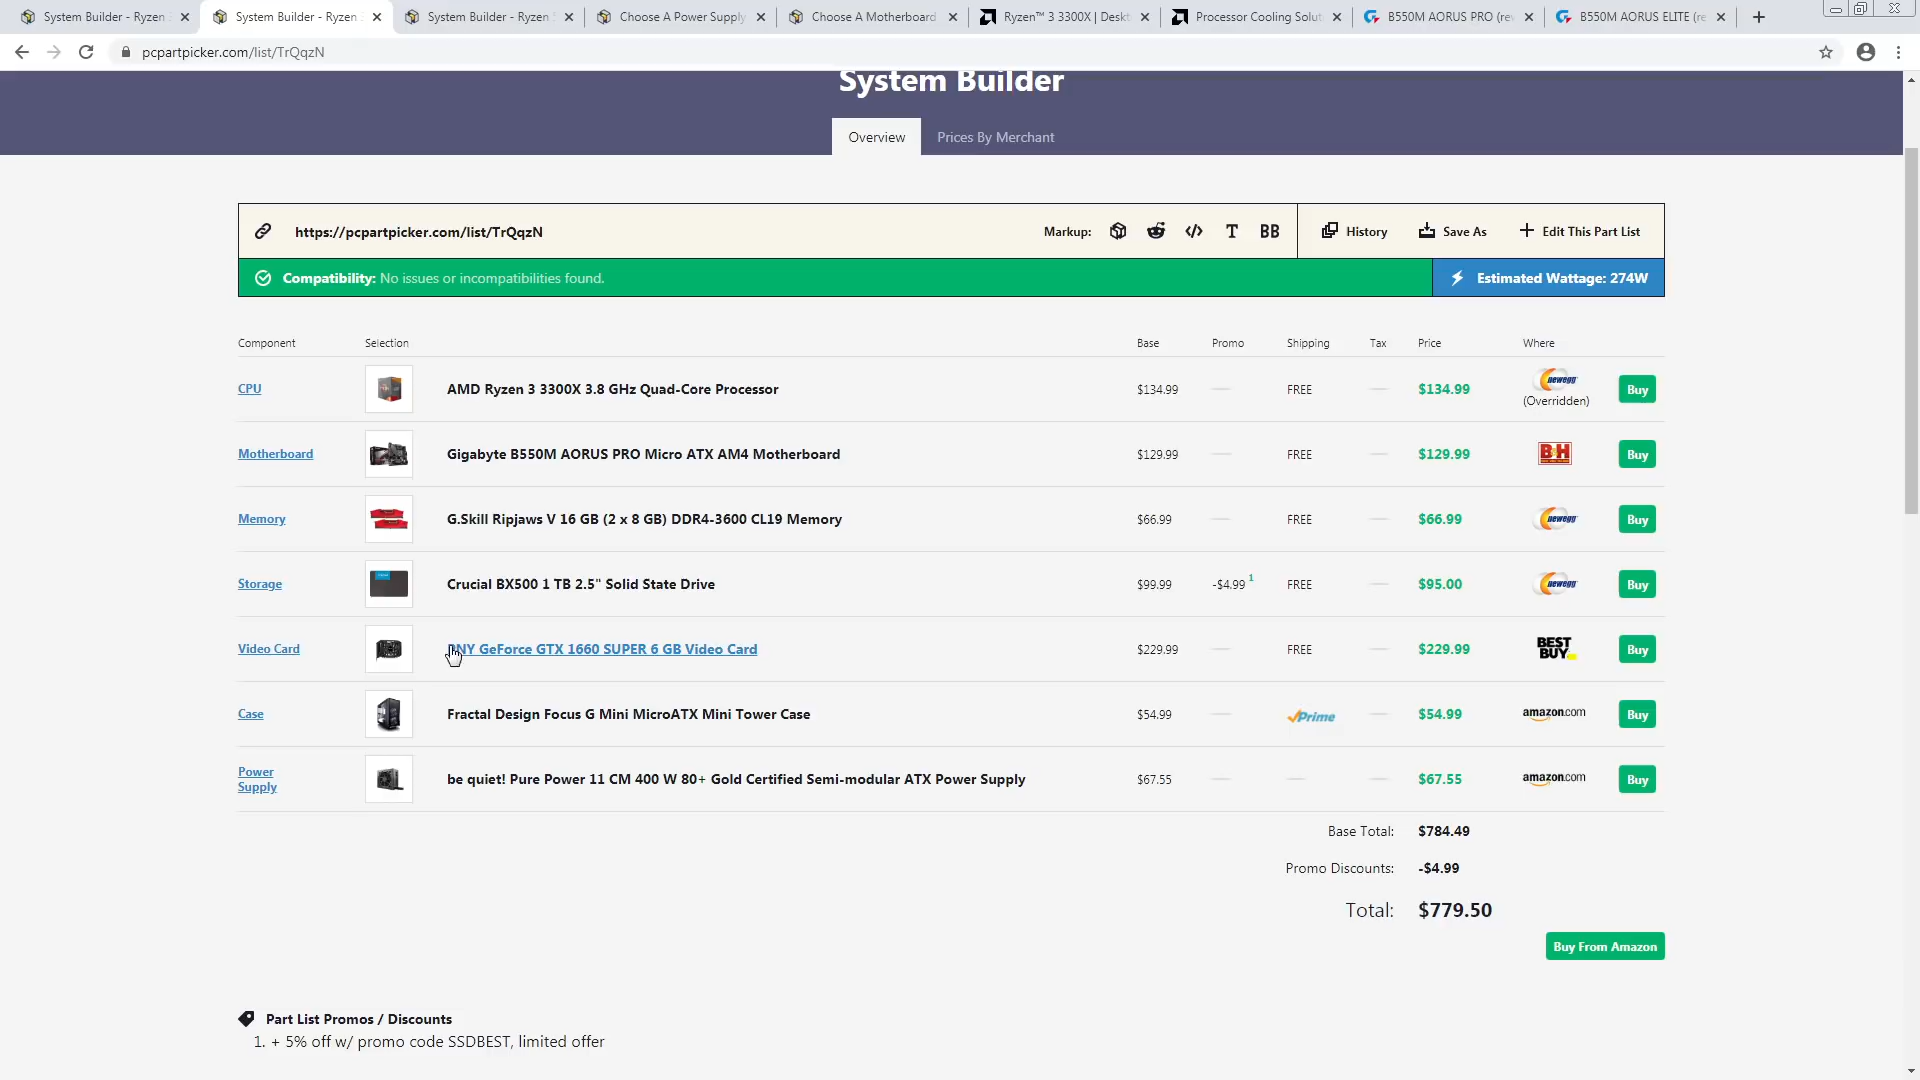 System Builder - Ryzen
System Builder - Ryzen
System Builder - Ryzen
Choose A Power Supply
Choose A Motherboard
Ryzen™ 3 3300X | Deskt
Processor Cooling Solut
B550M AORUS PRO (re
B550M AORUS ELITE (re
pcpartpicker.com/list/TrQqzN
System Builder
Overview
Prices By Merchant
https://pcpartpicker.com/list/TrQqzN
Markup:
T
BB
History
Save As
Edit This Part List
Compatibility: No issues or incompatibilities found.
Estimated Wattage: 274W
Component Selection Base Promo Shipping Tax Price Where
CPU AMD Ryzen 3 3300X 3.8 GHz Quad-Core Processor $134.99 FREE $134.99 newegg Buy
(Overridden)
Motherboard Gigabyte B550M AORUS PRO Micro ATX AM4 Motherboard $129.99 FREE $129.99 B&H Buy
Memory G.Skill Ripjaws V 16 GB (2 x 8 GB) DDR4-3600 CL19 Memory $66.99 FREE $66.99 newegg Buy
Storage Crucial BX500 1 TB 2.5" Solid State Drive $99.99 -$4.99 1 FREE $95.00 newegg Buy
Video Card PNY GeForce GTX 1660 SUPER 6 GB Video Card $229.99 FREE $229.99 BEST BUY Buy
Case Fractal Design Focus G Mini MicroATX Mini Tower Case $54.99 Prime $54.99 amazon.com Buy
Power Supply be quiet! Pure Power 11 CM 400 W 80+ Gold Certified Semi-modular ATX Power Supply $67.55 $67.55 amazon.com Buy
Base Total: $784.49
Promo Discounts: -$4.99
Total: $779.50
Buy From Amazon
Part List Promos / Discounts
1. + 5% off w/ promo code SSDBEST, limited offer